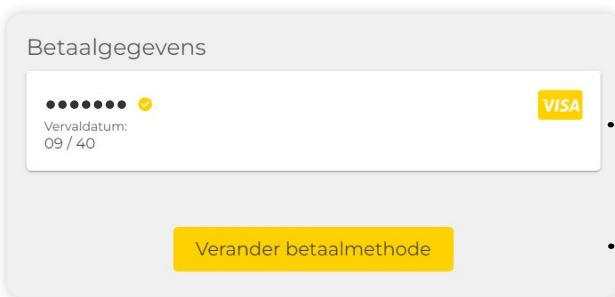 Betaalgegevens
●●●●●●●
VISA
Vervaldatum:
09 / 40
Verander betaalmethode